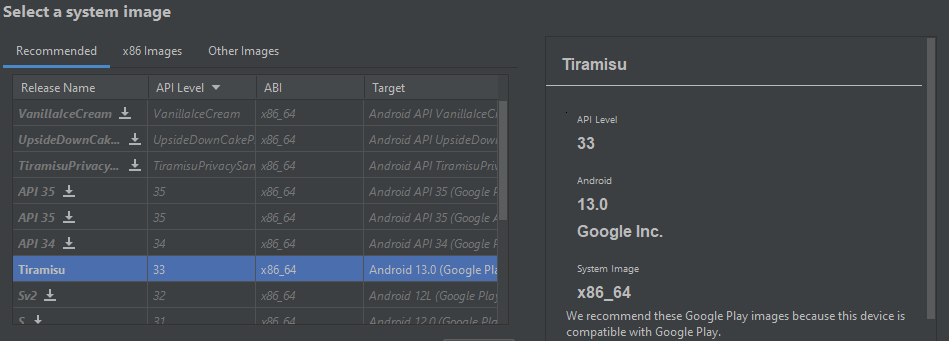 Select a system image
Recommended x86 Images Other Images
Release Name API Level ABI Target
VanillaIceCream VanillaIceCream x86_64 Android API VanillaIceC
UpsideDownCak... UpsideDownCakeP x86_64 Android API UpsideDown
TiramisuPrivacy... TiramisuPrivacySan x86_64 Android API TiramisuPriv
API 35 35 x86_64 Android API 35 (Google Pl
API 35 35 x86_64 Android API 35 (Google A
API 34 34 x86_64 Android API 34 (Google Pl
Tiramisu 33 x86_64 Android 13.0 (Google Pla
Sv2 32 x86_64 Android 12L (Google Play
S 31 x86_64 Android 12.0 (Google Pla
Tiramisu
API Level
33
Android
13.0
Google Inc.
System Image
x86_64
We recommend these Google Play images because this device is
compatible with Google Play.